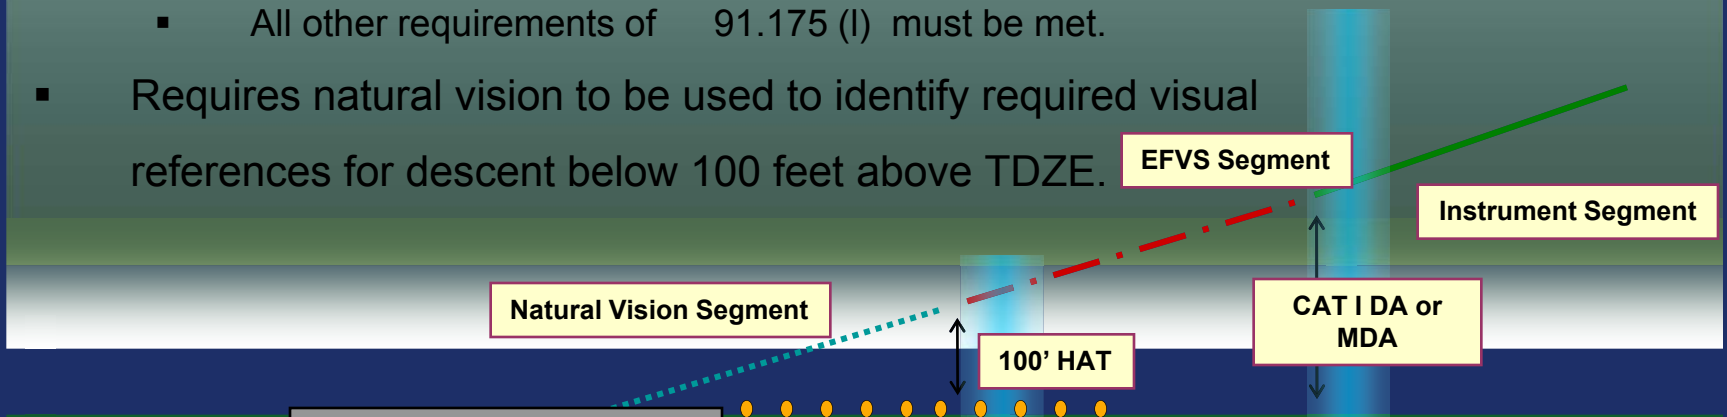 ▪ All other requirements of 91.175 (l) must be met.
▪ Requires natural vision to be used to identify required visual
references for descent below 100 feet above TDZE.
EFVS Segment
Instrument Segment
Natural Vision Segment
CAT I DA or
MDA
100’ HAT